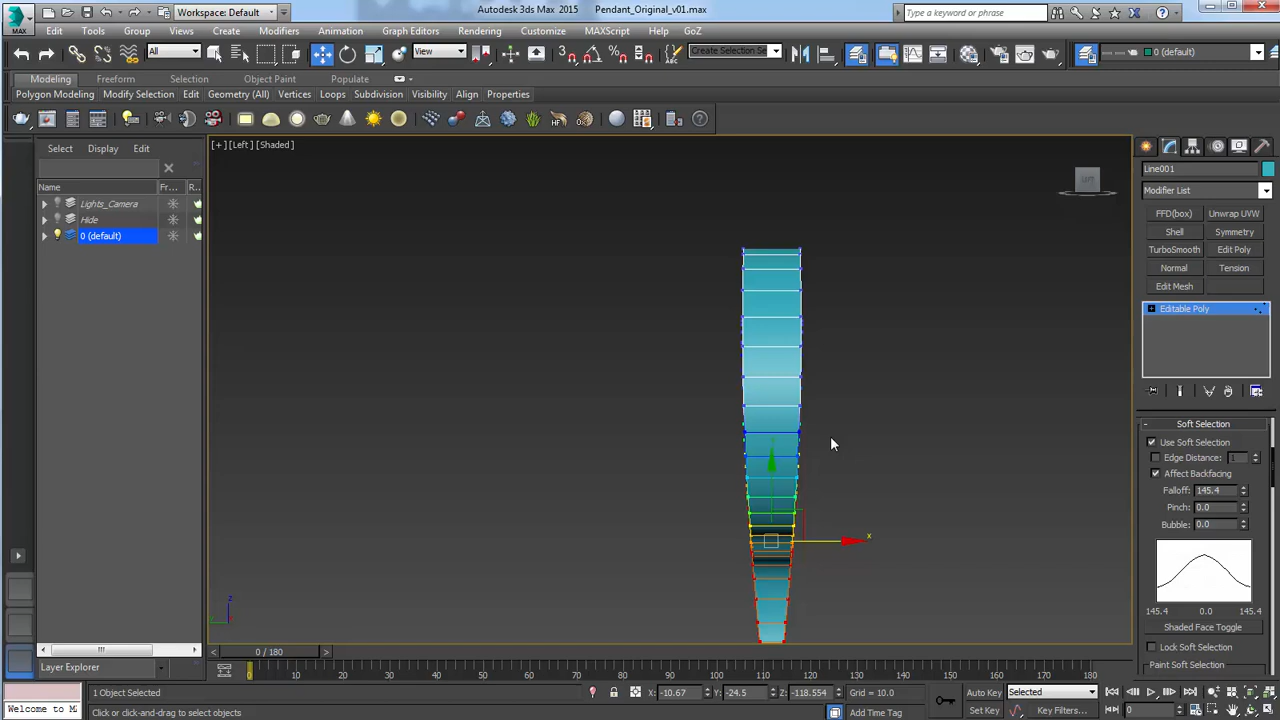 Workspace: Default
Autodesk 3ds Max 2015
Pendant_Original_v01.max
Type a keyword or phrase
MAX
Edit Tools Group Views Create Modifiers Animation Graph Editors Rendering Customize MAXScript Help GoZ
All
View
Create Selection Se
0 (default)
Modeling Freeform Selection Object Paint Populate
Polygon Modeling Modify Selection Edit Geometry (All) Vertices Loops Subdivision Visibility Align Properties
Select Display Edit
[+] [Left] [Shaded]
Line001
Name Fr... R...
Modifier List
Lights_Camera
Hide
0 (default)
FFD(box) Unwrap UVW
Shell Symmetry
TurboSmooth Edit Poly
Normal Tension
Edit Mesh
Editable Poly
Soft Selection
Use Soft Selection
Edge Distance: 1
Affect Backfacing
Falloff: 145.4
Pinch: 0.0
Bubble: 0.0
145.4 0.0 145.4
Shaded Face Toggle
Lock Soft Selection
Paint Soft Selection
x
z
0 / 180
Layer Explorer
0 10 20 30 40 50 60 70 80 90 100 110 120 130 140 150 160 170 180
1 Object Selected
X: -10.67 Y: -24.5 Z: -118.554 Grid = 10.0
Auto Key Selected
Welcome to M
Click or click-and-drag to select objects
Add Time Tag
Set Key
Key Filters...
0